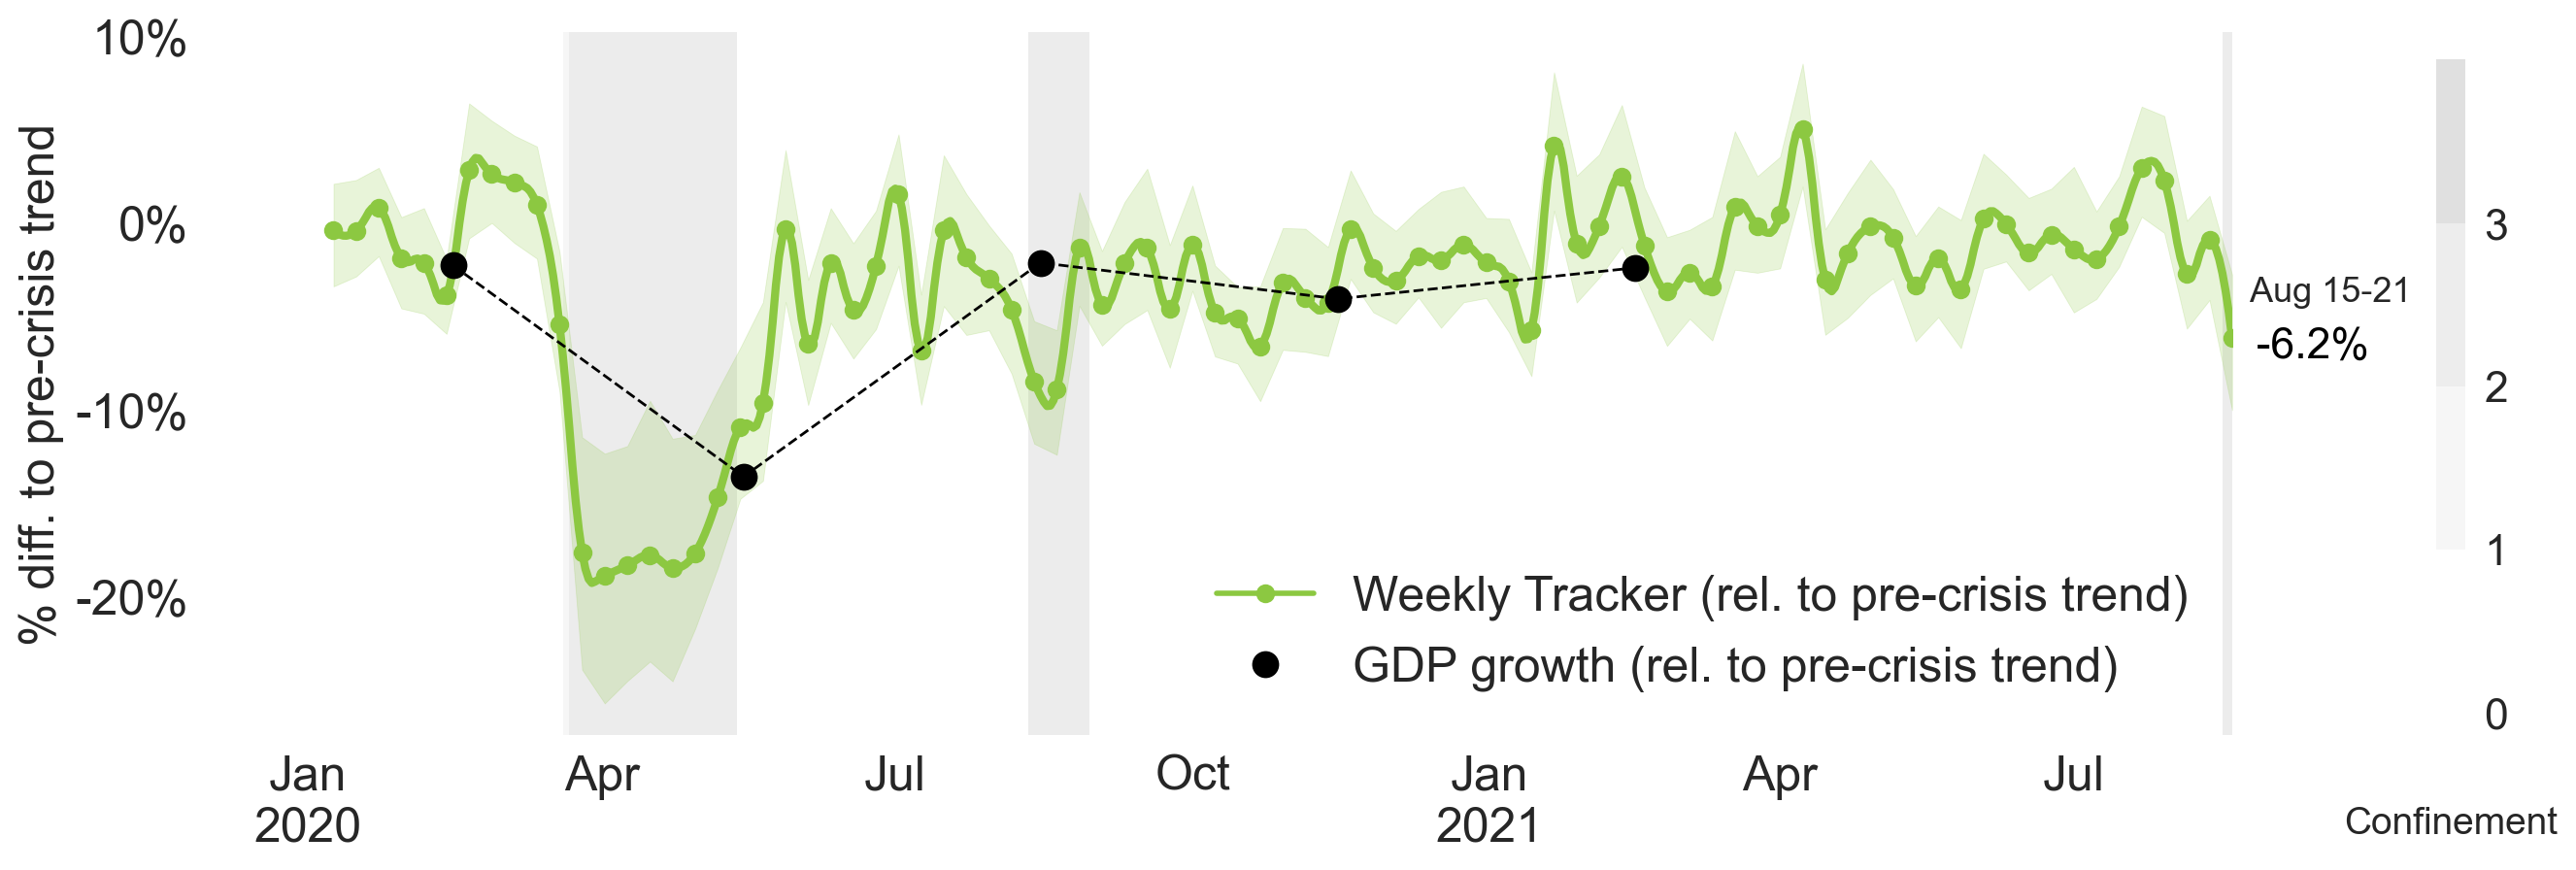 % diff. to pre-crisis trend
10%
0%
-10%
-20%
Aug 15-21
-6.2%
Weekly Tracker (rel. to pre-crisis trend)
GDP growth (rel. to pre-crisis trend)
Jan
2020
Apr
Jul
Oct
Jan
2021
Apr
Jul
3
2
1
0
Confinement